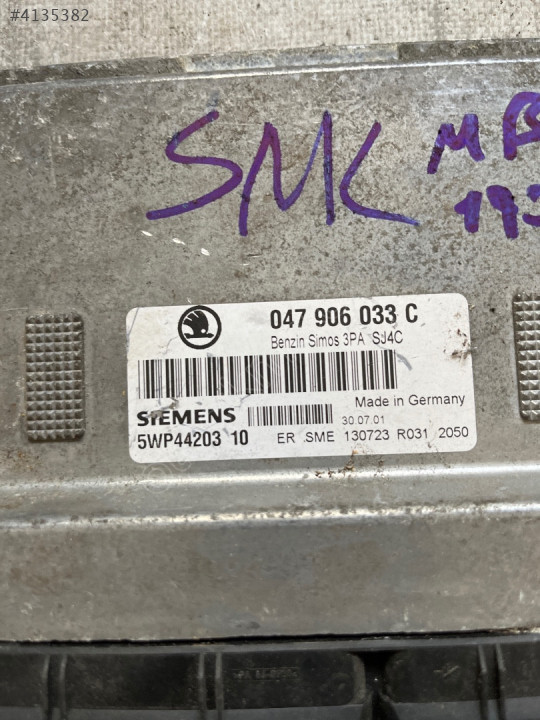 #4135382
SMC
047 906 033 C
Benzin Simos 3PA SJ4C
Made in Germany
SIEMENS
30.07.01
5WP44203 10
ER SME 130723 R031 2050